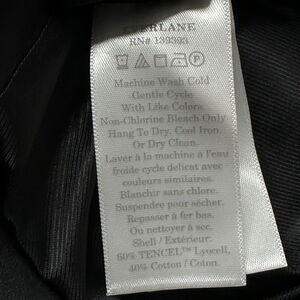 EVERLANE
RN# 139393
P
Machine Wash Cold
Gentle Cycle
With Like Colors.
Non-Chlorine Bleach Only.
Hang To Dry. Cool Iron.
Or Dry Clean.
Laver à la machine à l'eau
froide cycle délicat avec
couleurs similaires.
Blanchir sans chlore.
Suspendre pour sécher.
Repasser à fer bas.
Ou nettoyer à sec.
Shell / Extérieur:
60% TENCEL™ Lyocell,
40% Cotton / Coton.